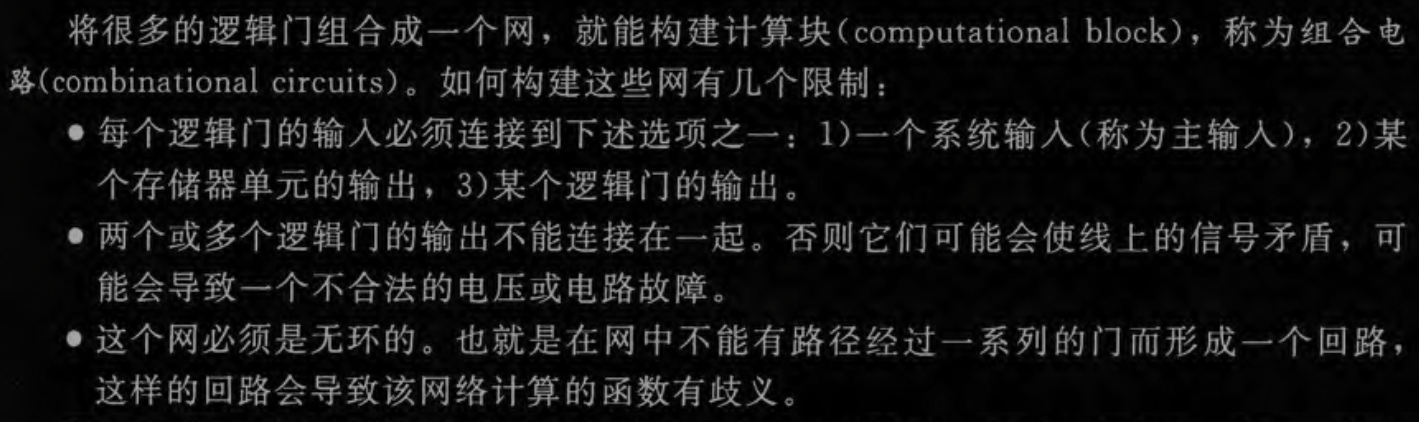 将很多的逻辑门组合成一个网，就能构建计算块(computational block)，称为组合电
路(combinational circuits)。如何构建这些网有几个限制：
● 每个逻辑门的输入必须连接到下述选项之一：1)一个系统输入(称为主输入)，2)某
个存储器单元的输出，3)某个逻辑门的输出。
● 两个或多个逻辑门的输出不能连接在一起。否则它们可能会使线上的信号矛盾，可
能会导致一个不合法的电压或电路故障。
● 这个网必须是无环的。也就是在网中不能有路径经过一系列的门而形成一个回路，
这样的回路会导致该网络计算的函数有歧义。